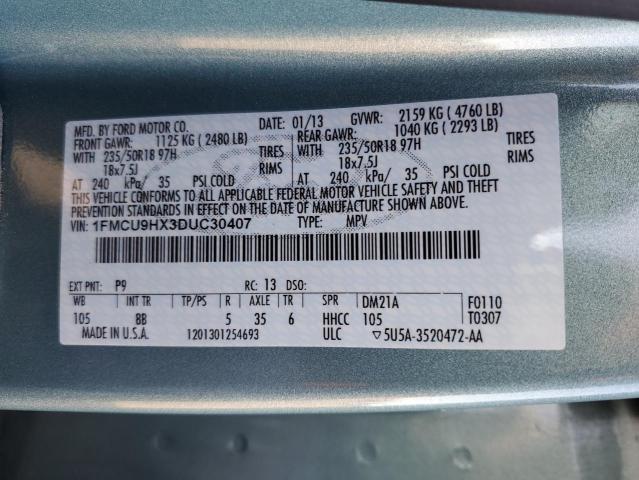 MFD. BY FORD MOTOR CO. DATE: 01/13 GVWR: 2159 KG ( 4760 LB)
FRONT GAWR: 1125 KG ( 2480 LB) REAR GAWR: 1040 KG ( 2293 LB)
WITH 235/50R18 97H TIRES WITH 235/50R18 97H TIRES
18x7.5J RIMS 18x7.5J RIMS
AT 240 kPa/ 35 PSI COLD AT 240 kPa/ 35 PSI COLD
THIS VEHICLE CONFORMS TO ALL APPLICABLE FEDERAL MOTOR VEHICLE SAFETY AND THEFT
PREVENTION STANDARDS IN EFFECT ON THE DATE OF MANUFACTURE SHOWN ABOVE.
VIN: 1FMCU9HX3DUC30407 TYPE: MPV
EXT PNT: P9 RC: 13 DSO:
WB INT TR TP/PS R AXLE TR SPR DM21A F0110
105 8B 5 35 6 HHCC 105 T0307
MADE IN U.S.A. 1201301254693 ULC ▽5U5A-3520472-AA